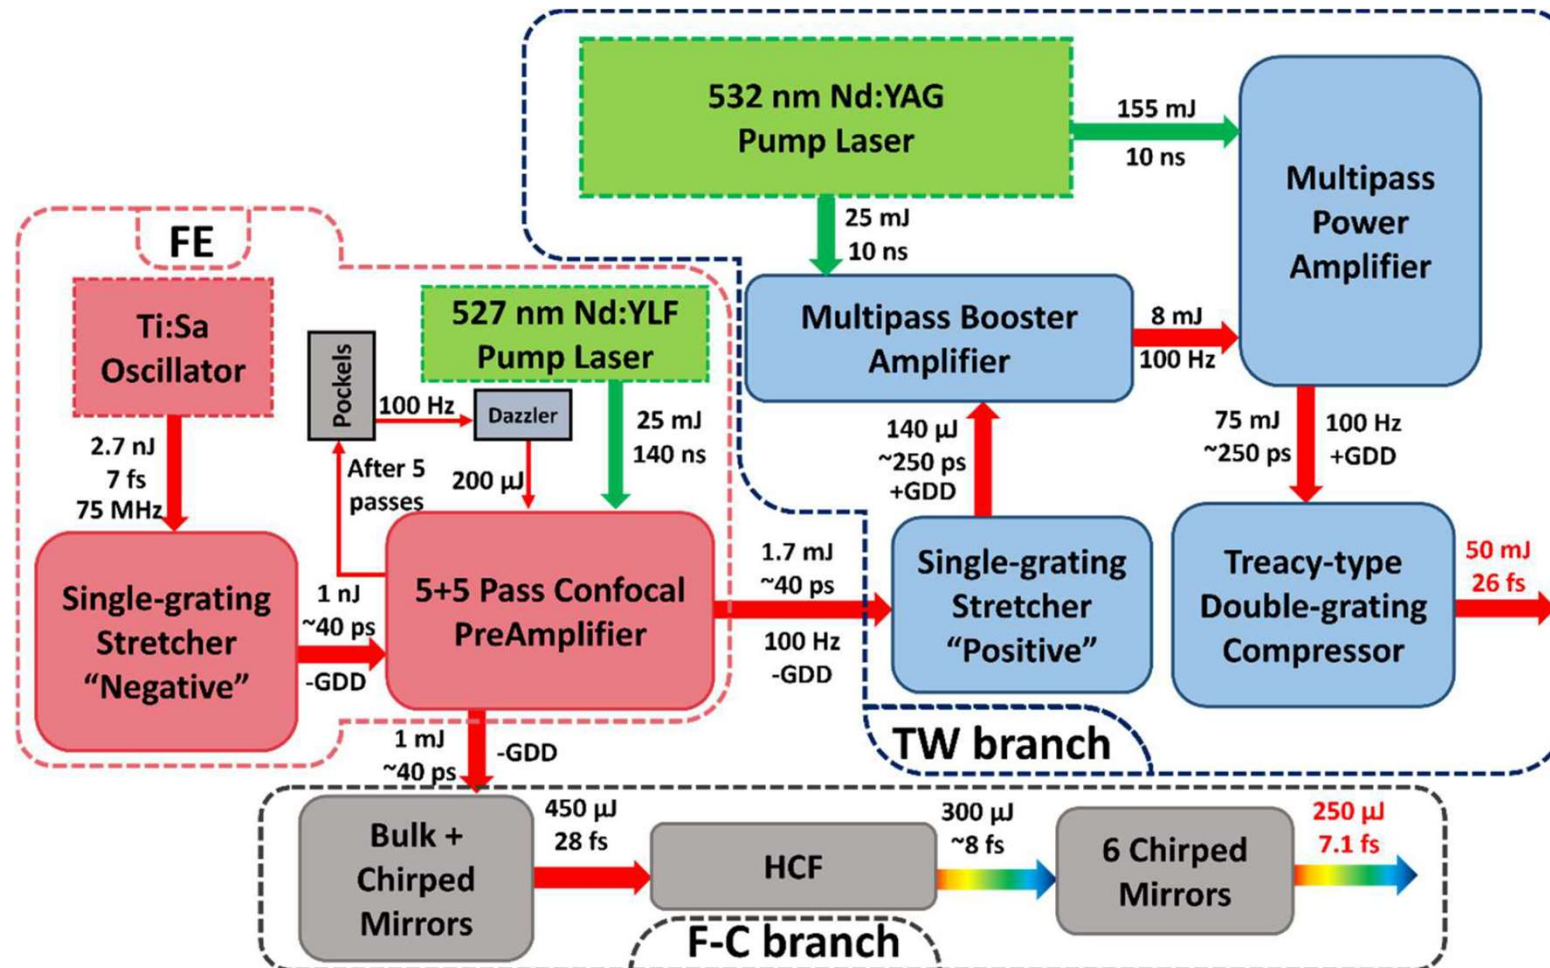 532 nm Nd:YAG
Pump Laser
155 mJ
10 ns
25 mJ
10 ns
Multipass
Power
Amplifier
FE
Ti:Sa
Oscillator
527 nm Nd:YLF
Pump Laser
Multipass Booster
Amplifier
8 mJ
100 Hz
Pockels
100 Hz
Dazzler
2.7 nJ
7 fs
75 MHz
After 5
passes
200 µJ
25 mJ
140 ns
140 µJ
~250 ps
+GDD
75 mJ
~250 ps
100 Hz
+GDD
Single-grating
Stretcher
“Negative”
1 nJ
~40 ps
-GDD
5+5 Pass Confocal
PreAmplifier
1.7 mJ
~40 ps
100 Hz
-GDD
Single-grating
Stretcher
“Positive”
Treacy-type
Double-grating
Compressor
50 mJ
26 fs
TW branch
1 mJ
~40 ps
-GDD
Bulk +
Chirped
Mirrors
450 µJ
28 fs
HCF
300 µJ
~8 fs
6 Chirped
Mirrors
250 µJ
7.1 fs
F-C branch